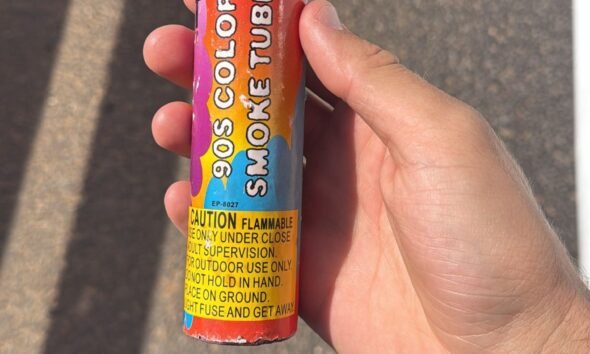 90S COLOR
SMOKE TUBE
EP-8027
CAUTION FLAMMABLE
USE ONLY UNDER CLOSE
ADULT SUPERVISION.
FOR OUTDOOR USE ONLY.
DO NOT HOLD IN HAND.
PLACE ON GROUND.
LIGHT FUSE AND GET AWAY